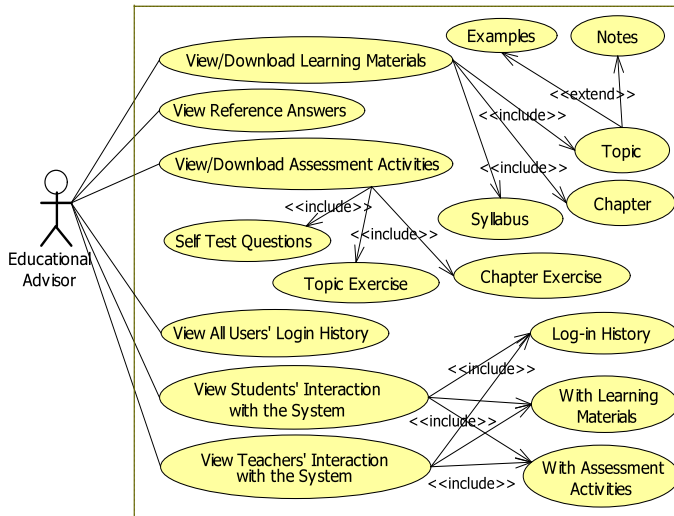 Examples
Notes
View/Download Learning Materials
<<extend>>
View Reference Answers
<<include>>
Topic
View/Download Assessment Activities
<<include>>
Chapter
<<include>>
Syllabus
Self Test Questions
<<include>>
Educational
Advisor
Topic Exercise
Chapter Exercise
View All Users' Login History
Log-in History
<<include>>
View Students' Interaction
with the System
With Learning
Materials
<<include>>
View Teachers' Interaction
with the System
With Assessment
Activities
<<include>>